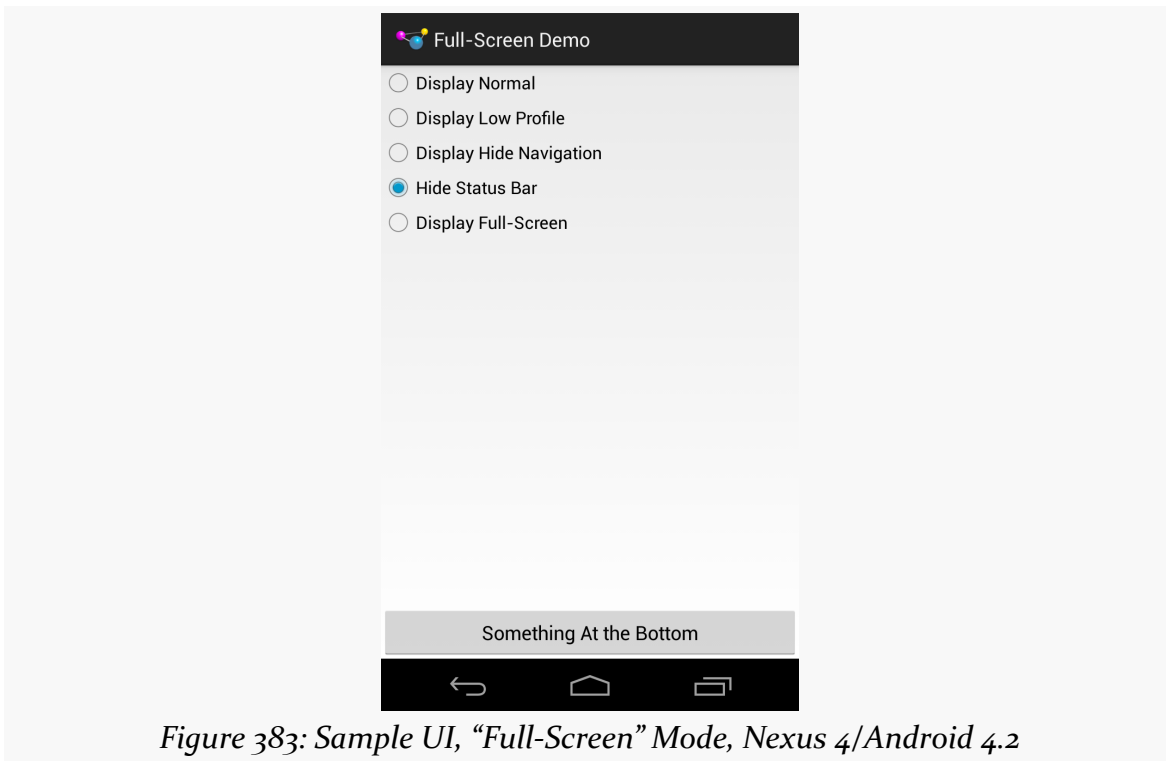 Full-Screen Demo
Display Normal
Display Low Profile
Display Hide Navigation
Hide Status Bar
Display Full-Screen
Something At the Bottom
Figure 383: Sample UI, “Full-Screen” Mode, Nexus 4/Android 4.2